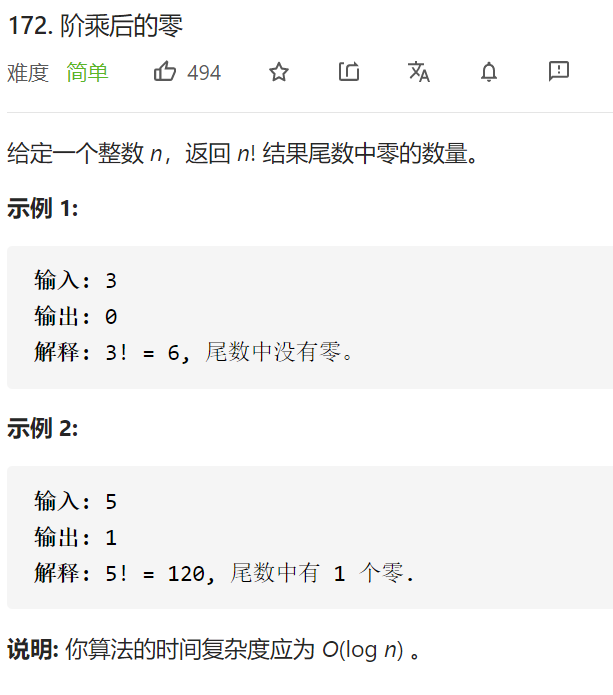 172. 阶乘后的零
难度 简单 494
给定一个整数 n，返回 n! 结果尾数中零的数量。
示例 1:
输入: 3
输出: 0
解释: 3! = 6, 尾数中没有零。
示例 2:
输入: 5
输出: 1
解释: 5! = 120, 尾数中有 1 个零.
说明: 你算法的时间复杂度应为 O(log n) 。